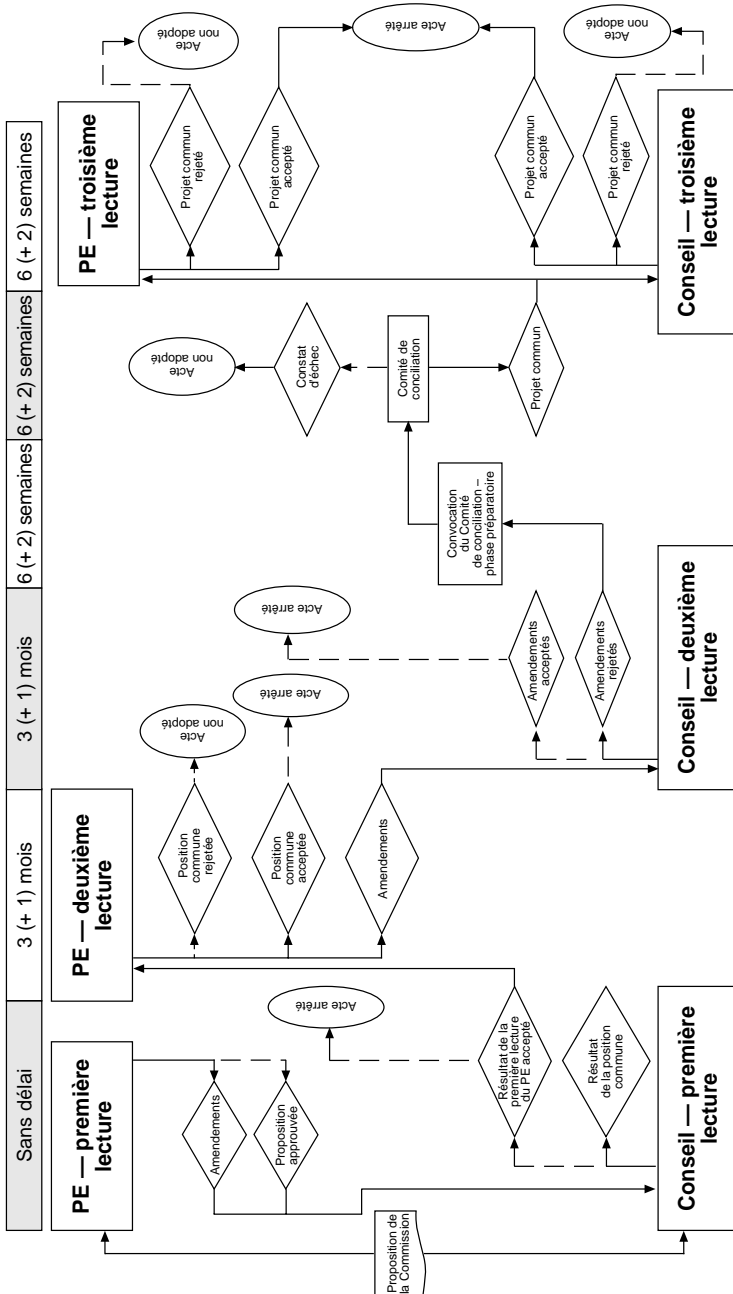 Sans délai
3 (+ 1) mois
3 (+ 1) mois
6 (+ 2) semaines
6 (+ 2) semaines
6 (+ 2) semaines
Proposition de
la Commission
PE — première
lecture
Amendements
Proposition
approuvée
Acte arrêté
Résultat de la
première lecture
du PE accepté
Résultat
de la position
commune
Conseil — première
lecture
PE — deuxième
lecture
Position
commune
rejetée
Acte
non adopté
Position
commune
acceptée
Acte arrêté
Amendements
Acte arrêté
Amendements
acceptés
Amendements
rejetés
Conseil — deuxième
lecture
Convocation
du Comité
de conciliation –
phase préparatoire
Acte
non adopté
Constat
d'échec
Comité de
conciliation
Projet commun
PE — troisième
lecture
Projet commun
rejeté
Acte
non adopté
Projet commun
accepté
Acte arrêté
Projet commun
accepté
Projet commun
rejeté
Acte
non adopté
Conseil — troisième
lecture